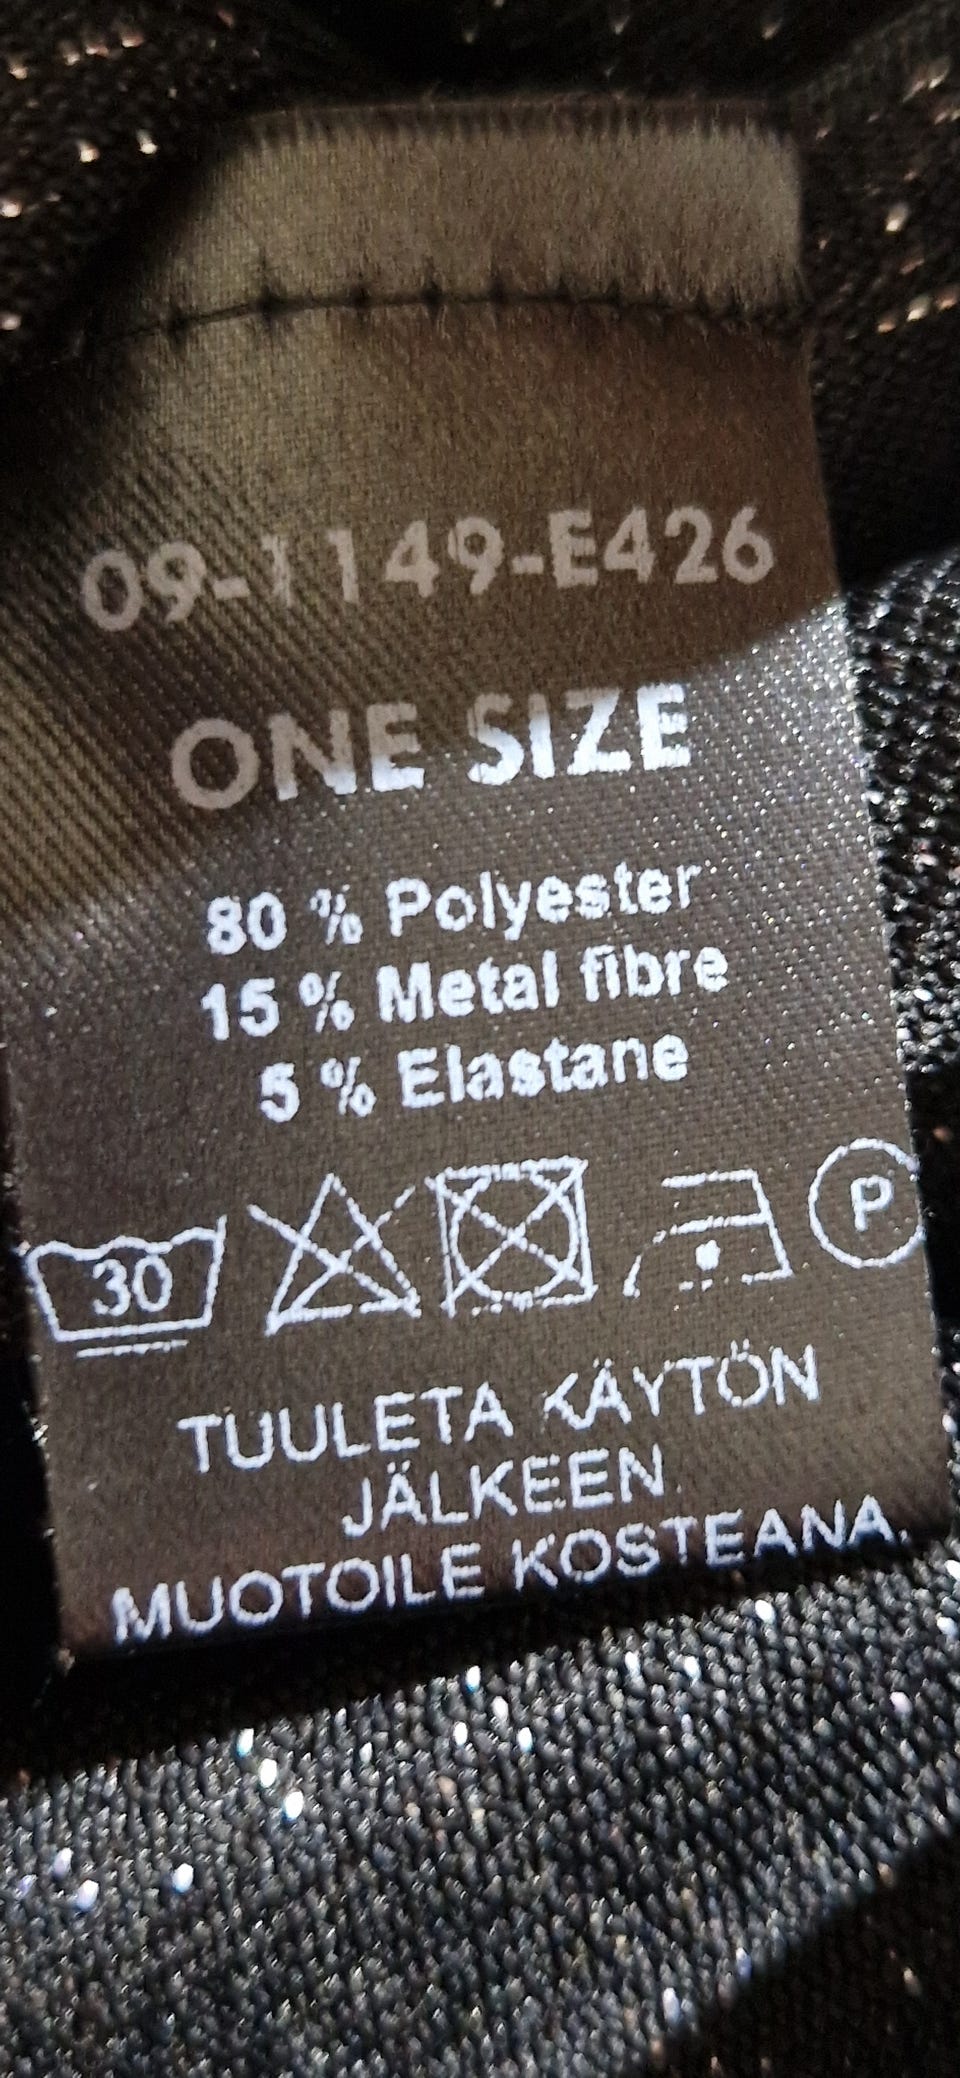 09-1149-E426
ONE SIZE
80 % Polyester
15 % Metal fibre
5 % Elastane
30
P
TUULETA KÄYTÖN
JÄLKEEN.
MUOTOILE KOSTEANA.